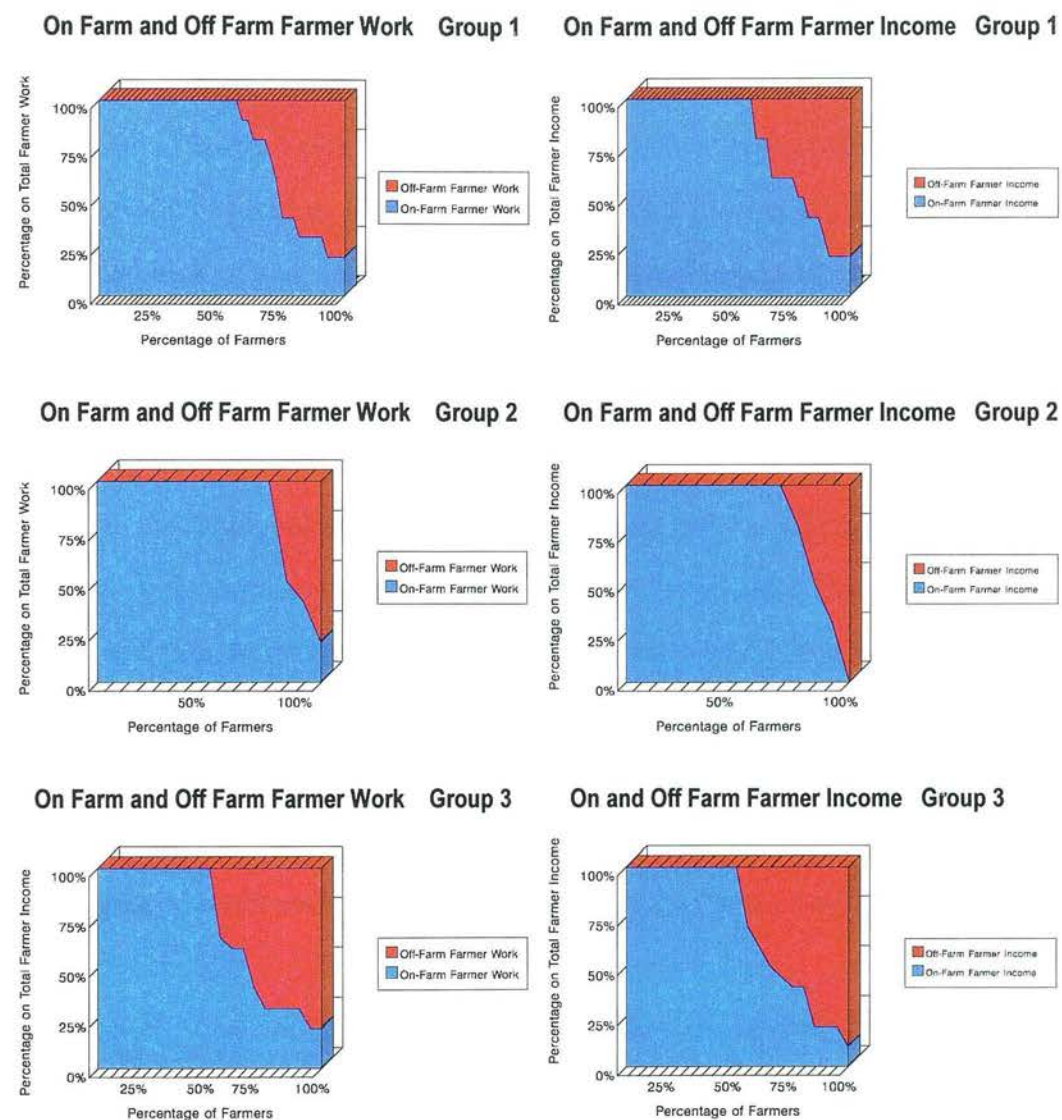 On Farm and Off Farm Farmer Work Group 1
Percentage on Total Farmer Work
100%
75%
50%
25%
0%
25% 50% 75% 100%
Percentage of Farmers
Off-Farm Farmer Work
On-Farm Farmer Work
On Farm and Off Farm Farmer Income Group 1
Percentage on Total Farmer Income
100%
75%
50%
25%
0%
25% 50% 75% 100%
Percentage of Farmers
Off-Farm Farmer Income
On-Farm Farmer Income
On Farm and Off Farm Farmer Work Group 2
Percentage on Total Farmer Work
100%
75%
50%
25%
0%
50% 100%
Percentage of Farmers
Off-Farm Farmer Work
On-Farm Farmer Work
On Farm and Off Farm Farmer Income Group 2
Percentage on Total Farmer Income
100%
75%
50%
25%
0%
50% 100%
Percentage of Farmers
Off-Farm Farmer Income
On-Farm Farmer Income
On Farm and Off Farm Farmer Work Group 3
Percentage on Total Farmer Income
100%
75%
50%
25%
0%
25% 50% 75% 100%
Percentage of Farmers
Off-Farm Farmer Work
On-Farm Farmer Work
On and Off Farm Farmer Income Group 3
Percentage on Total Farmer Income
100%
75%
50%
25%
0%
25% 50% 75% 100%
Percentage of Farmers
Off-Farm Farmer Income
On-Farm Farmer Income